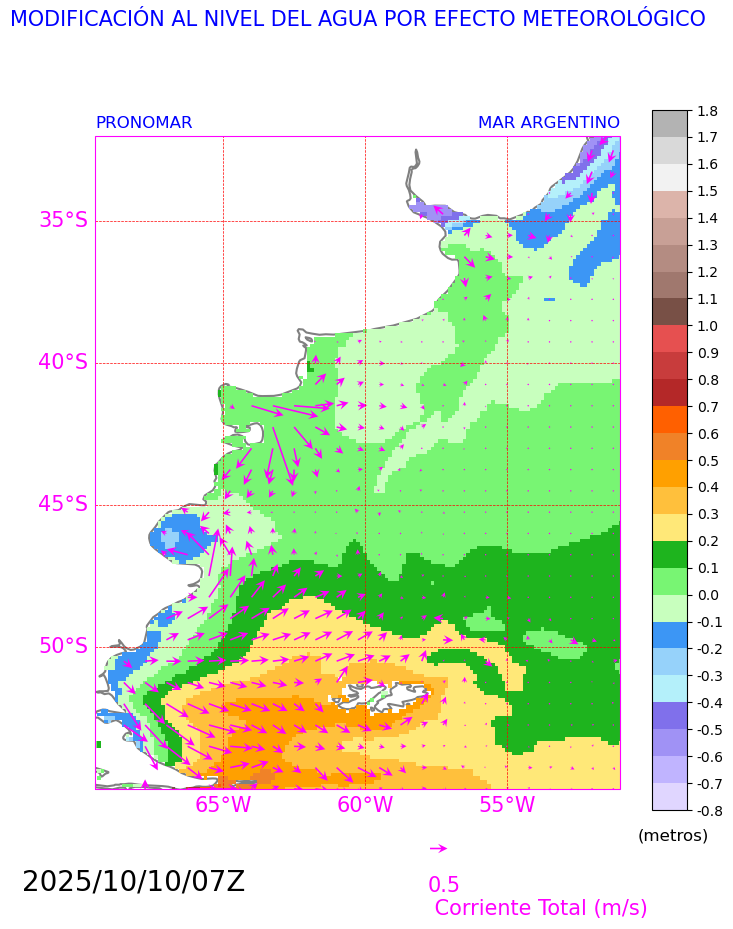 MODIFICACIÓN AL NIVEL DEL AGUA POR EFECTO METEOROLÓGICO
PRONOMAR MAR ARGENTINO
35°S
40°S
45°S
50°S
65°W 60°W 55°W
1.8
1.7
1.6
1.5
1.4
1.3
1.2
1.1
1.0
0.9
0.8
0.7
0.6
0.5
0.4
0.3
0.2
0.1
0.0
-0.1
-0.2
-0.3
-0.4
-0.5
-0.6
-0.7
-0.8
(metros)
2025/10/10/07Z
0.5
Corriente Total (m/s)